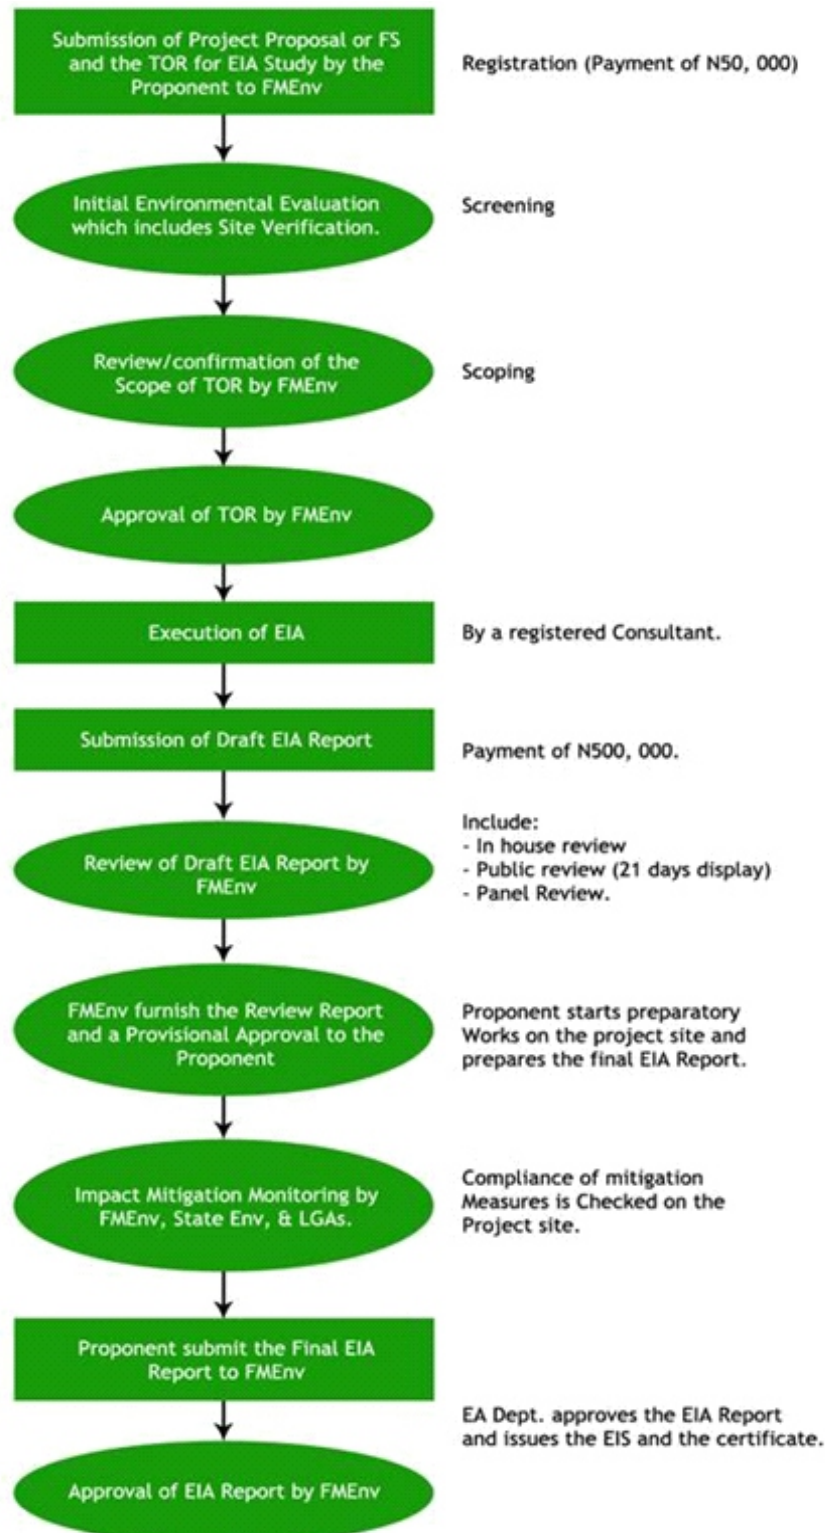 Submission of Project Proposal or FS
and the TOR for EIA Study by the
Proponent to FMEnv
Registration (Payment of N50, 000)
Initial Environmental Evaluation
which includes Site Verification.
Screening
Review/confirmation of the
Scope of TOR by FMEnv
Scoping
Approval of TOR by FMEnv
Execution of EIA
By a registered Consultant.
Submission of Draft EIA Report
Payment of N500, 000.
Review of Draft EIA Report by
FMEnv
Include:
- In house review
- Public review (21 days display)
- Panel Review.
FMEnv furnish the Review Report
and a Provisional Approval to the
Proponent
Proponent starts preparatory
Works on the project site and
prepares the final EIA Report.
Impact Mitigation Monitoring by
FMEnv, State Env, & LGAs.
Compliance of mitigation
Measures is Checked on the
Project site.
Proponent submit the Final EIA
Report to FMEnv
EA Dept. approves the EIA Report
and issues the EIS and the certificate.
Approval of EIA Report by FMEnv